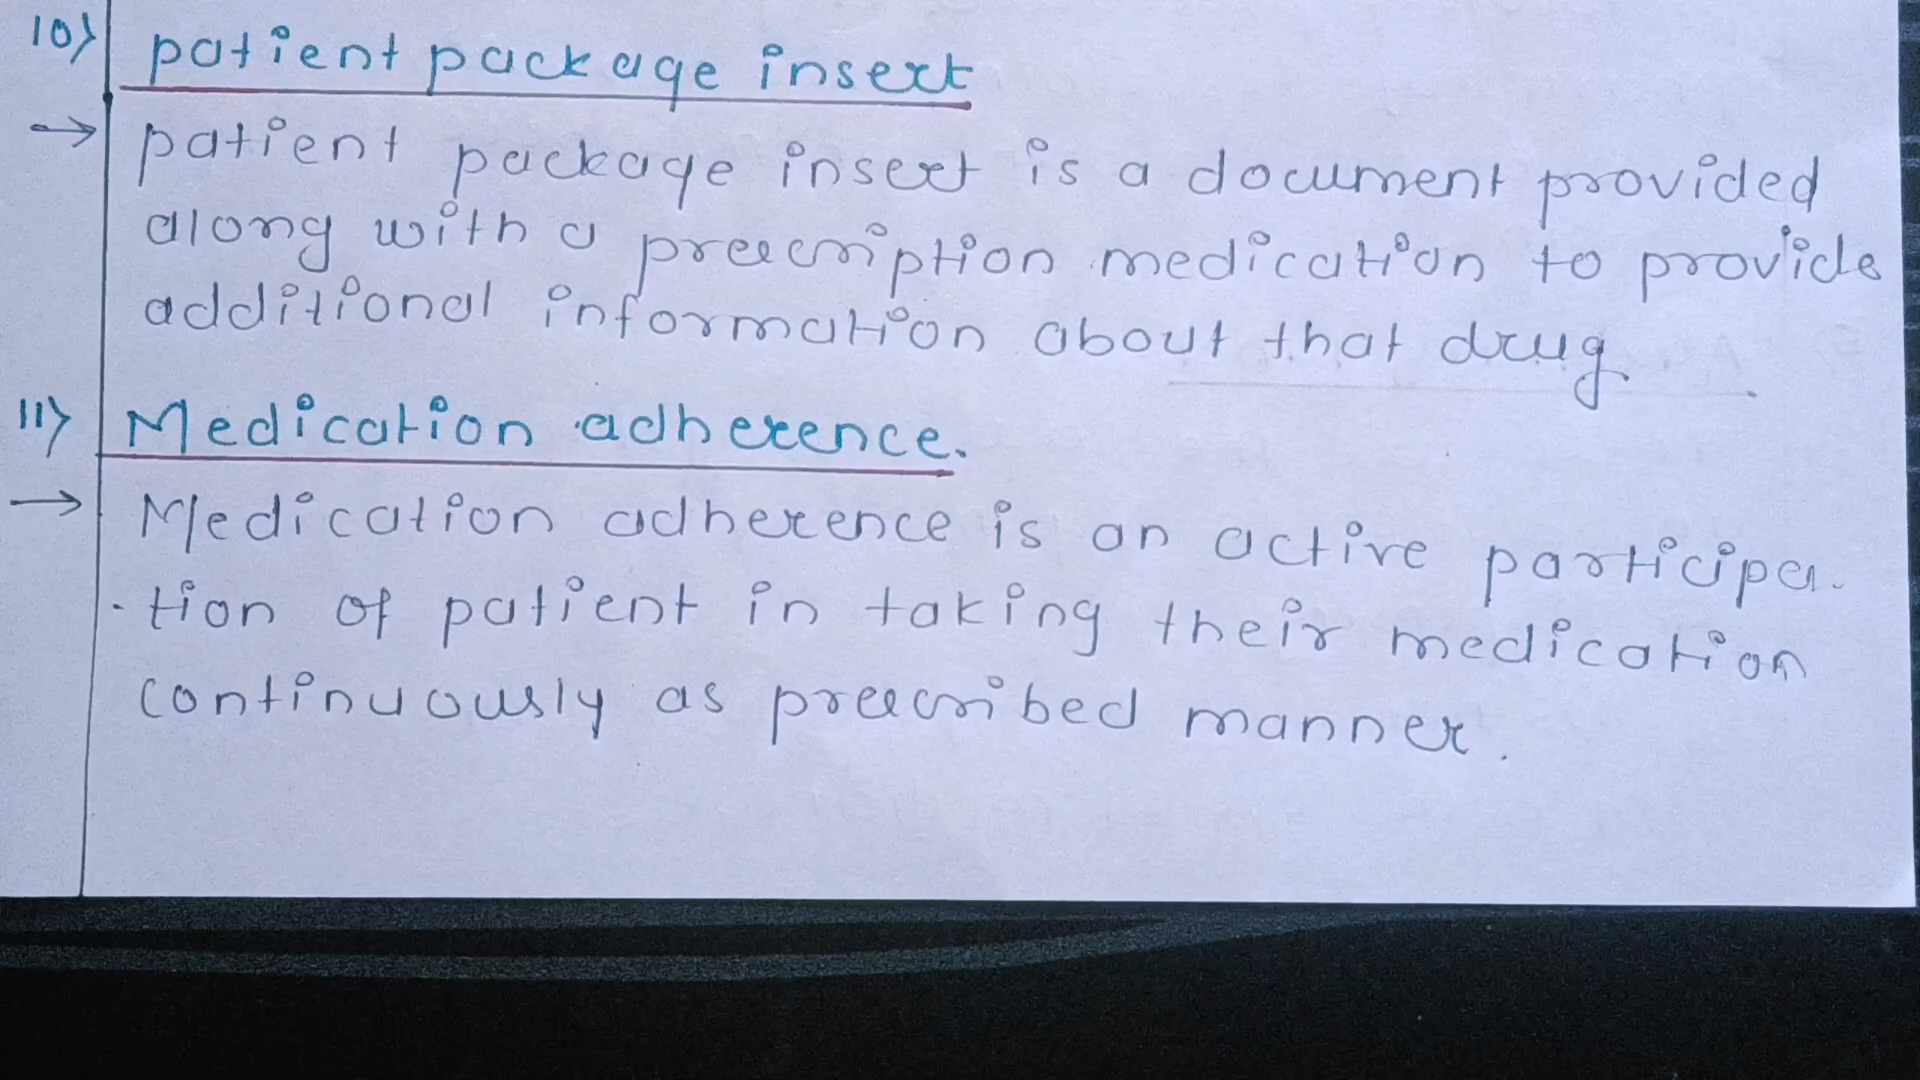 10) patient package insert
→ patient package insert is a document provided
along with a prescription medication to provide
additional information about that drug
11) Medication adherence.
→ Medication adherence is an active participa-
-tion of patient in taking their medication
continuously as prescribed manner.